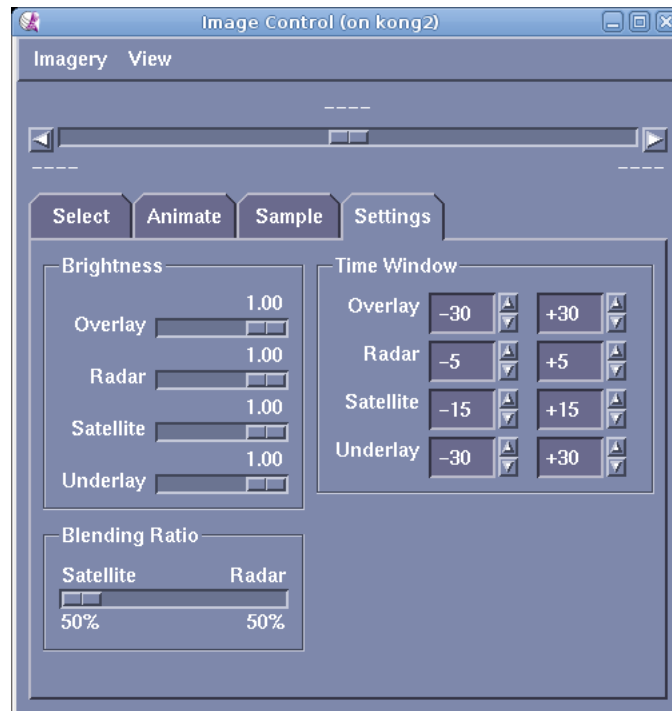 Image Control (on kong2)
Imagery View
----
---- ----
Select Animate Sample Settings
Brightness
1.00
Overlay
1.00
Radar
1.00
Satellite
1.00
Underlay
Time Window
Overlay -30 +30
Radar -5 +5
Satellite -15 +15
Underlay -30 +30
Blending Ratio
Satellite Radar
50% 50%